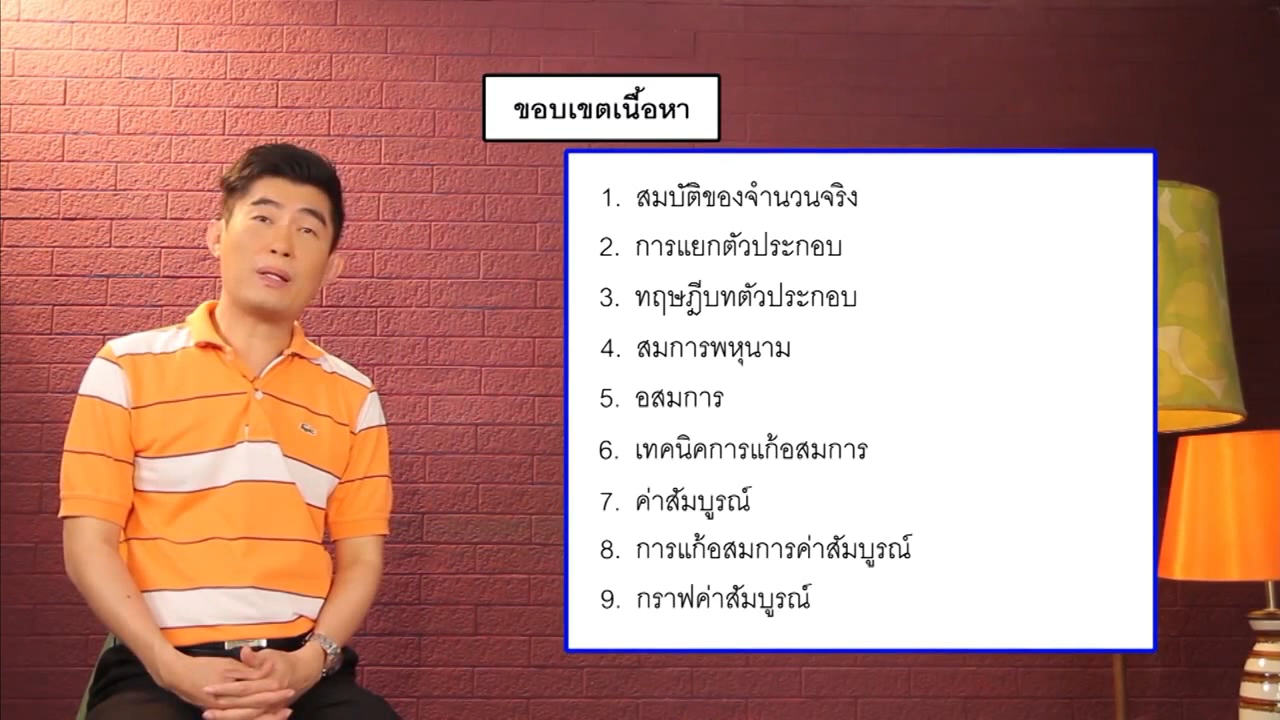 ขอบเขตเนื้อหา
1. สมบัติของจำนวนจริง
2. การแยกตัวประกอบ
3. ทฤษฎีบทตัวประกอบ
4. สมการพหุนาม
5. อสมการ
6. เทคนิคการแก้อสมการ
7. ค่าสัมบูรณ์
8. การแก้อสมการค่าสัมบูรณ์
9. กราฟค่าสัมบูรณ์